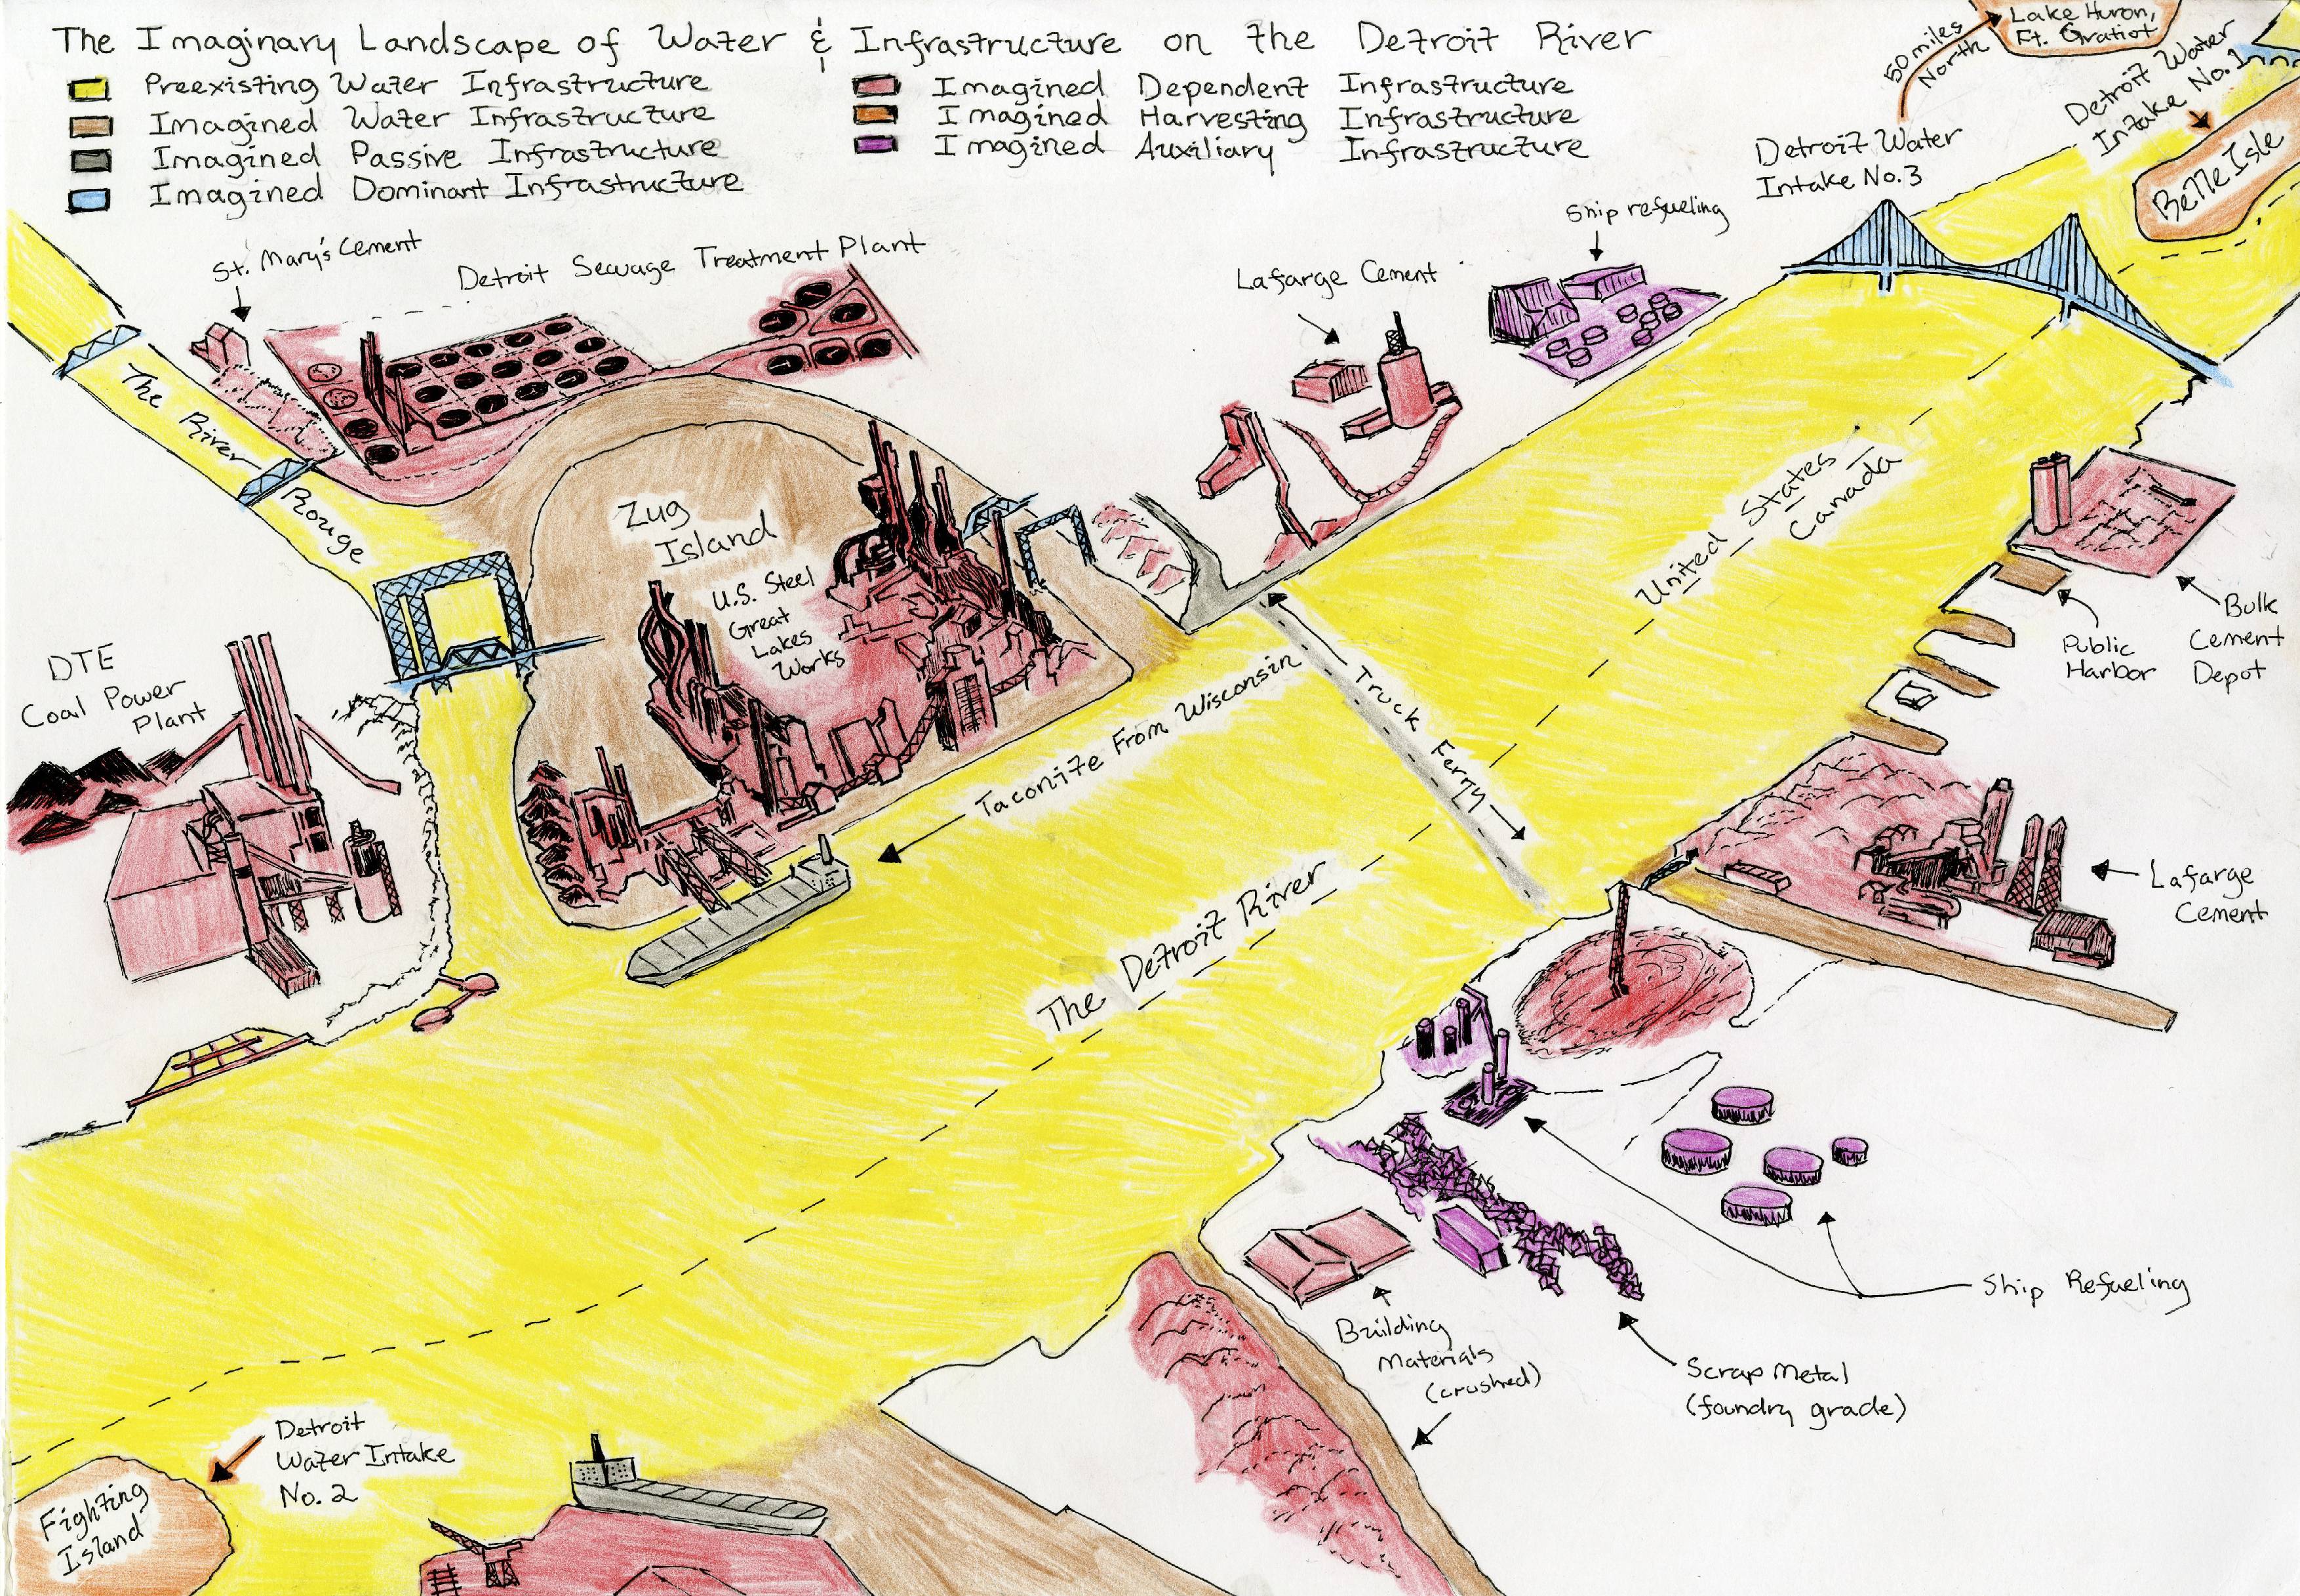 The Imaginary Landscape of Water & Infrastructure on the Detroit River
Preexisting Water Infrastructure
Imagined Water Infrastructure
Imagined Passive Infrastructure
Imagined Dominant Infrastructure
Imagined Dependent Infrastructure
Imagined Harvesting Infrastructure
Imagined Auxiliary Infrastructure
50 miles
North
Lake Huron,
Ft. Gratiot
Detroit Water
Intake No.1
Belle Isle
Detroit Water
Intake No.3
Ship refueling
Lafarge Cement
St. Mary's Cement
Detroit Sewage Treatment Plant
The River
Rouge
Zug
Island
U.S. Steel
Great
Lakes
Works
DTE
Coal Power
Plant
United States
Canada
Taconite From Wisconsin
Truck Ferry
The Detroit River
Public
Harbor
Bulk
Cement
Depot
Lafarge
Cement
Ship Refueling
Building
Materials
(crushed)
Scrap Metal
(foundry grade)
Detroit
Water Intake
No. 2
Fighting
Island